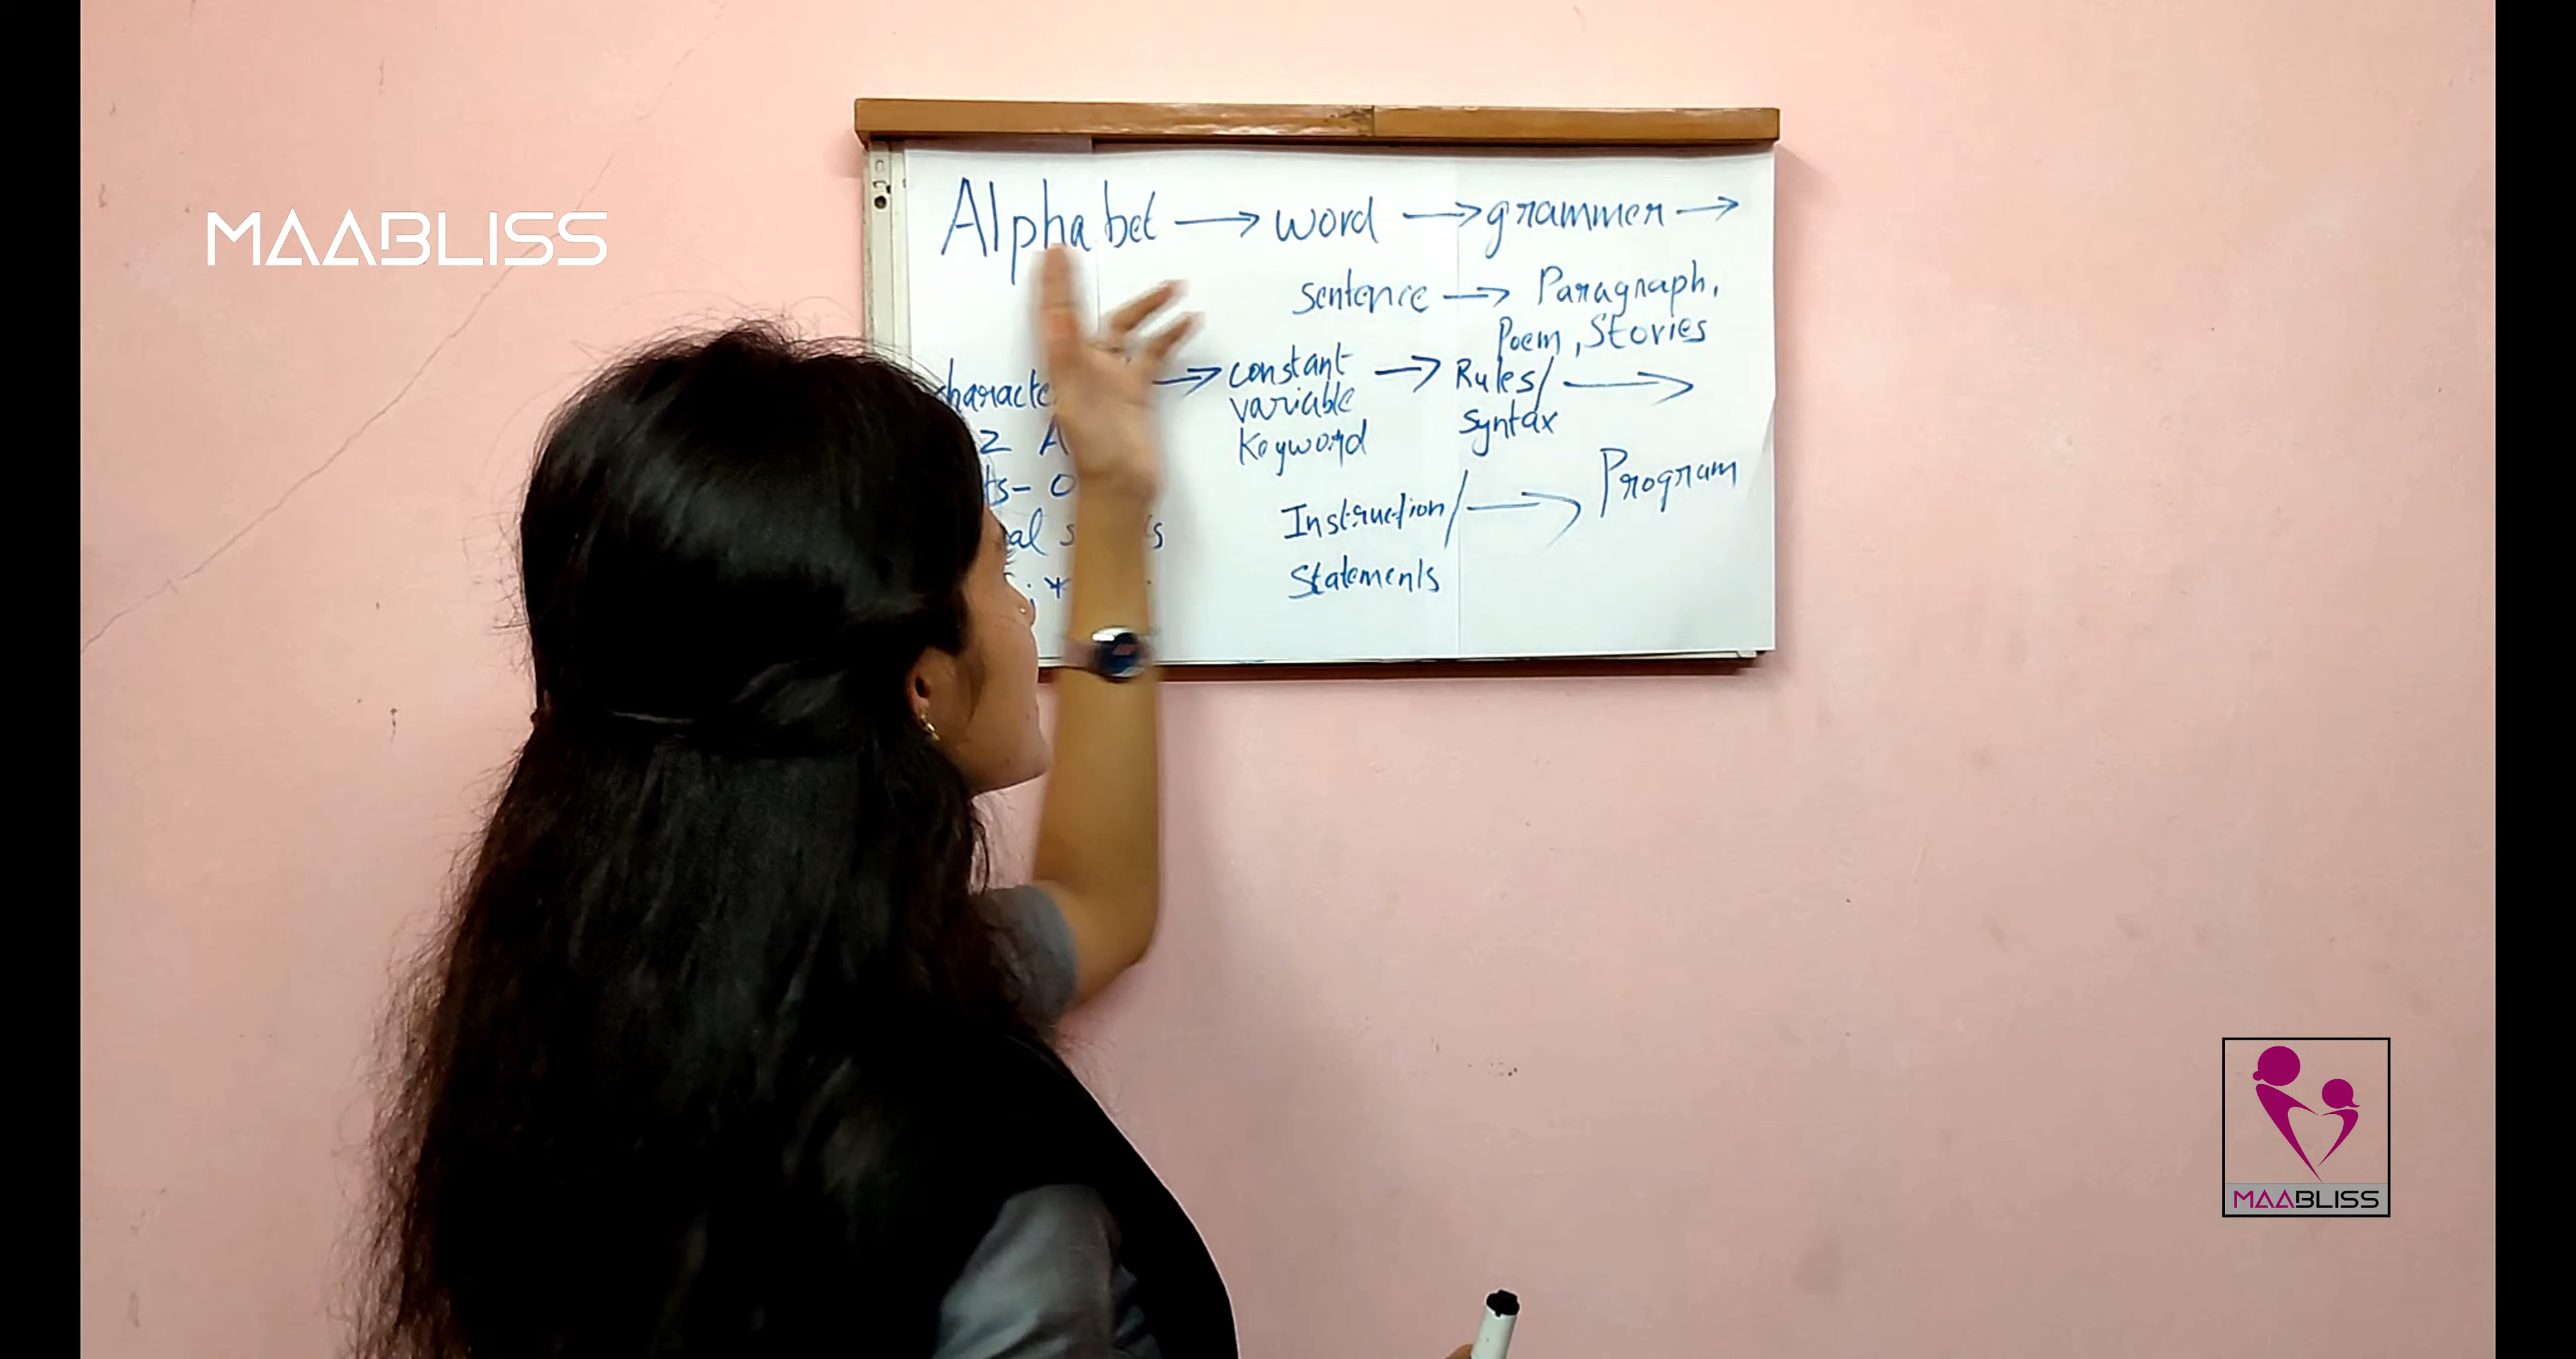 MAABLISS
Alphabet → word → grammer →
sentence → Paragraph,
Poem, Stories
→ constant → Rules/ →
variable syntax
Keyword
Instruction/ → Program
Statements
; *
MAABLISS